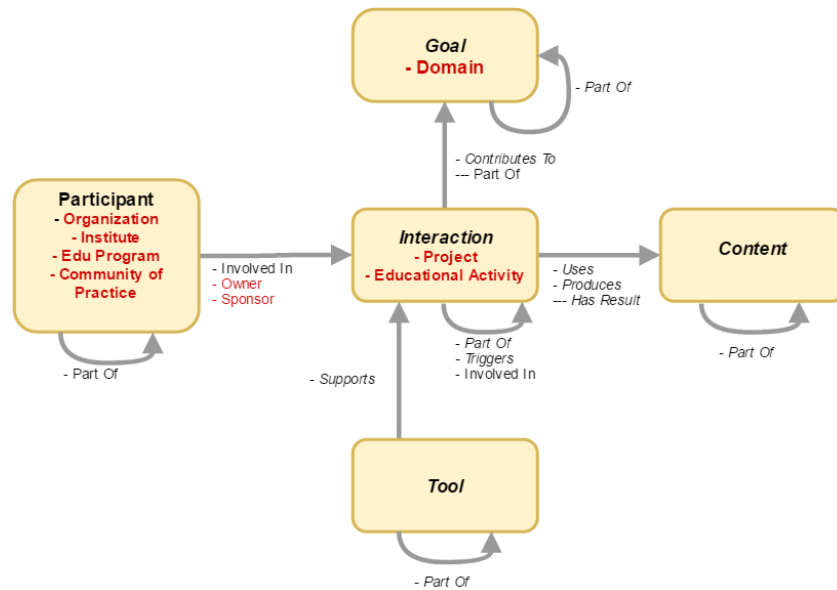 Goal
- Domain
- Part Of
- Contributes To
--- Part Of
Participant
- Organization
- Institute
- Edu Program
- Community of
Practice
- Involved In
- Owner
- Sponsor
Interaction
- Project
- Educational Activity
- Uses
- Produces
--- Has Result
Content
- Part Of
- Part Of
- Triggers
- Involved In
- Part Of
- Supports
Tool
- Part Of